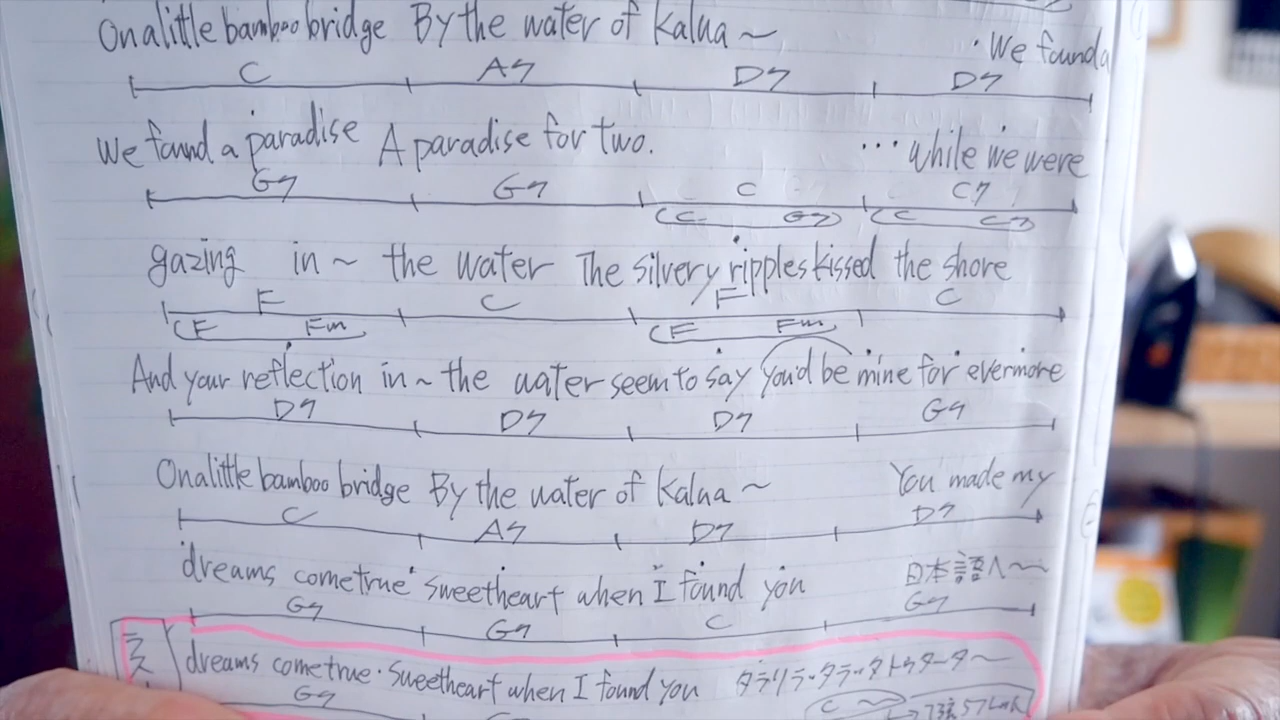 On a little bamboo bridge By the water of Kalua ~ ・We found a
C A7 D7 D7
We found a paradise A paradise for two. ・・・while we were
G7 G7 C C7
(C G7) (C C7)
gazing in ~ the water The silvery ripples kissed the shore
F C F C
(F Fm) (F Fm)
And your reflection in ~ the water seem to say you'd be mine for evermore
D7 D7 D7 G7
On a little bamboo bridge By the water of Kalua ~ You made my
C A7 D7 D7
dreams come true・sweetheart when I found you 日本語へ〜
G7 G7 C G7
dreams come true・sweetheart when I found you タラリラ・タラッタトゥターター〜
G7 C ~